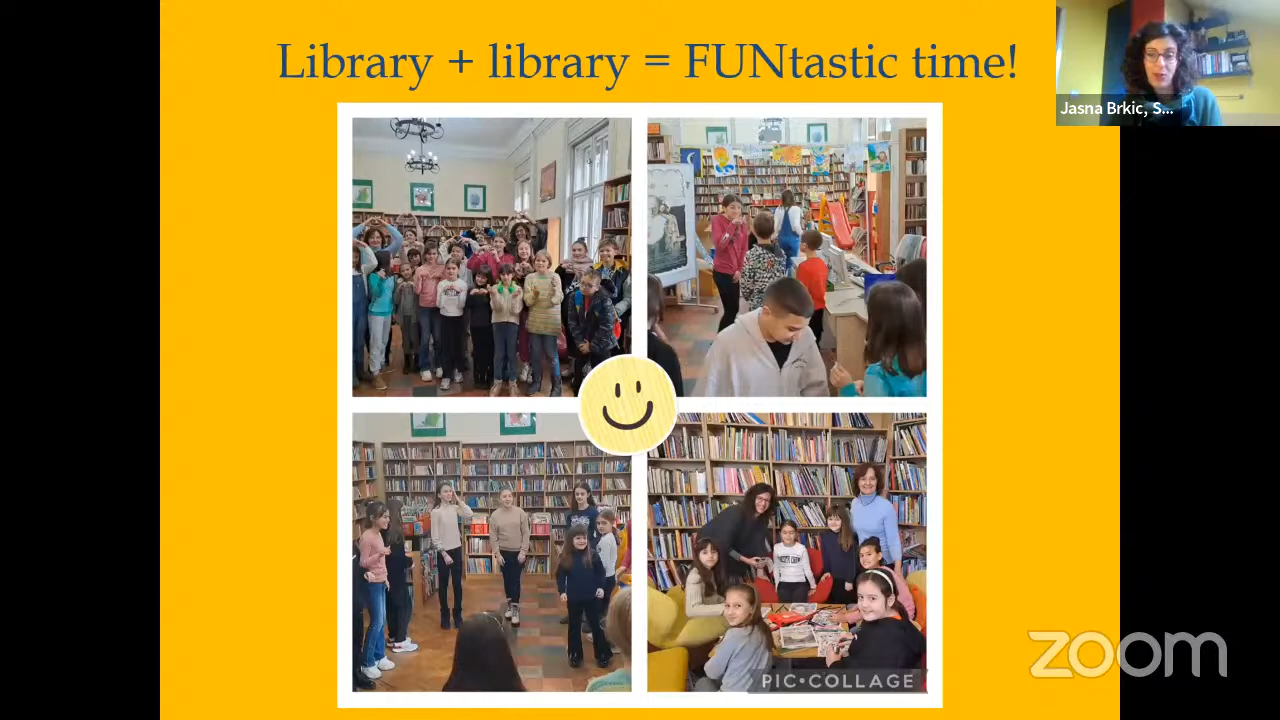 Library + library = FUNtastic time!
Jasna Brkic, S...
PIC•COLLAGE
zoom